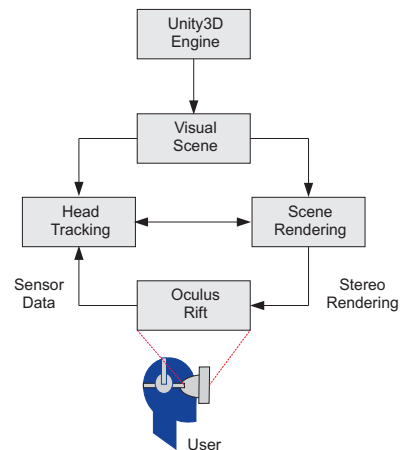 Unity3D
Engine
Visual
Scene
Head
Tracking
Scene
Rendering
Sensor
Data
Oculus
Rift
Stereo
Rendering
User